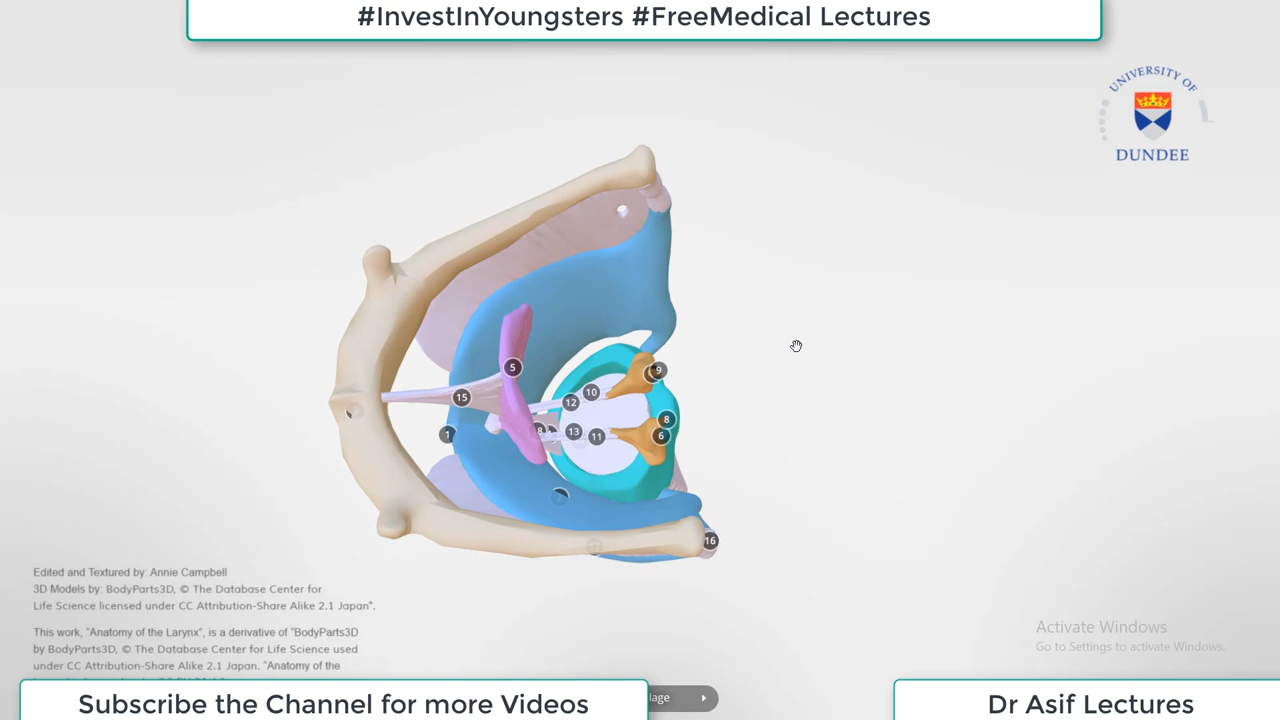 #InvestInYoungsters #FreeMedical Lectures
UNIVERSITY OF
DUNDEE
9
5
10
15
12
8
13
1
8
11
6
16
Edited and Textured by: Annie Campbell
3D Models by: BodyParts3D, © The Database Center for
Life Science licensed under CC Attribution-Share Alike 2.1 Japan".
This work, "Anatomy of the Larynx", is a derivative of "BodyParts3D
by BodyParts3D, © The Database Center for Life Science used
under CC Attribution-Share Alike 2.1 Japan. "Anatomy of the
Activate Windows
Go to Settings to activate Windows.
Subscribe the Channel for more Videos
lage
Dr Asif Lectures